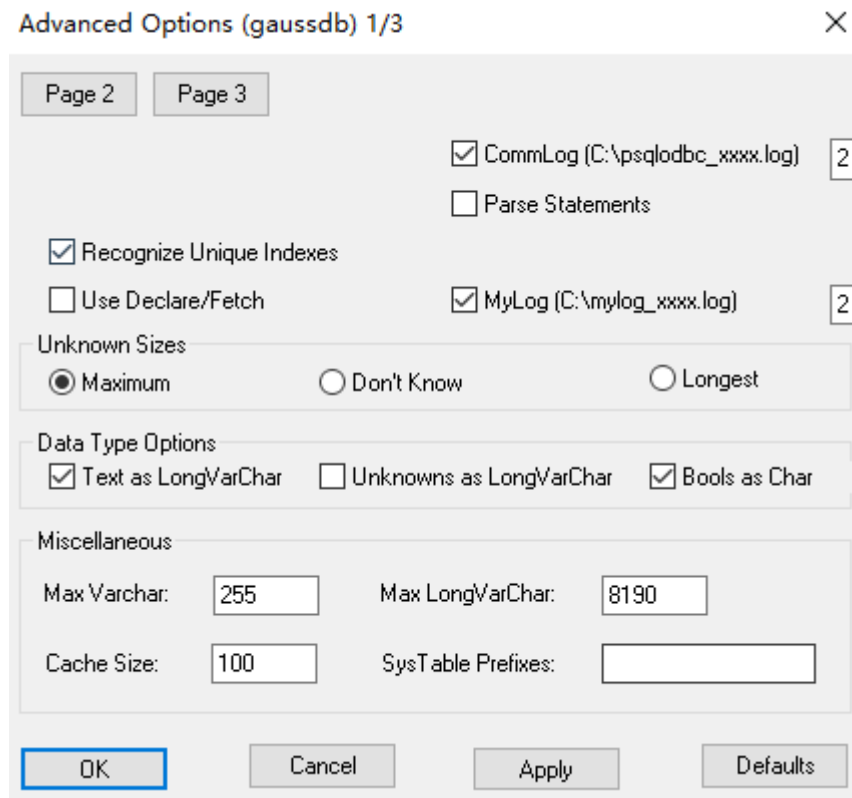 Advanced Options (gaussdb) 1/3
Page 2 Page 3
CommLog (C:\psqlodbc_xxxx.log) 2
Parse Statements
Recognize Unique Indexes
Use Declare/Fetch MyLog (C:\mylog_xxxx.log) 2
Unknown Sizes
Maximum Don't Know Longest
Data Type Options
Text as LongVarChar Unknowns as LongVarChar Bools as Char
Miscellaneous
Max Varchar: 255 Max LongVarChar: 8190
Cache Size: 100 SysTable Prefixes:
OK Cancel Apply Defaults